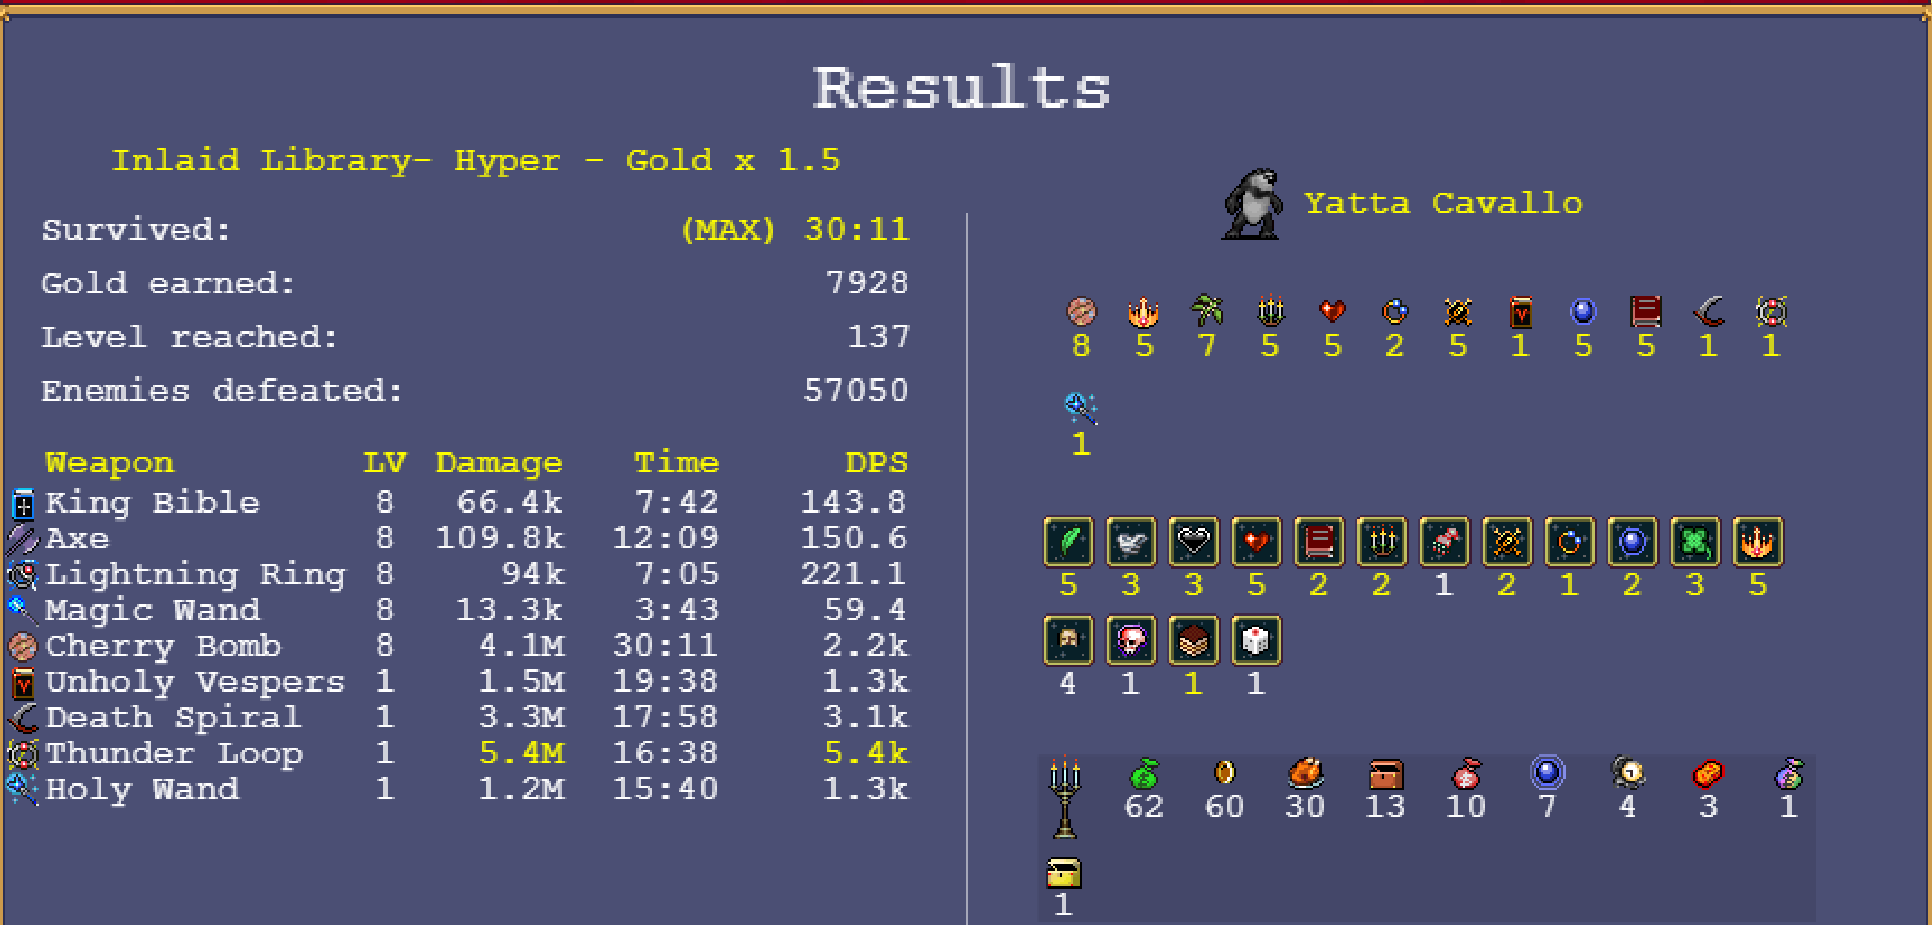 Results
Inlaid Library- Hyper - Gold x 1.5
Survived: (MAX) 30:11
Gold earned: 7928
Level reached: 137
Enemies defeated: 57050
Weapon LV Damage Time DPS
King Bible 8 66.4k 7:42 143.8
Axe 8 109.8k 12:09 150.6
Lightning Ring 8 94k 7:05 221.1
Magic Wand 8 13.3k 3:43 59.4
Cherry Bomb 8 4.1M 30:11 2.2k
Unholy Vespers 1 1.5M 19:38 1.3k
Death Spiral 1 3.3M 17:58 3.1k
Thunder Loop 1 5.4M 16:38 5.4k
Holy Wand 1 1.2M 15:40 1.3k
Yatta Cavallo
8 5 7 5 5 2 5 1 5 5 1 1
1
5 3 3 5 2 2 1 2 1 2 3 5
4 1 1 1
62 60 30 13 10 7 4 3 1
1